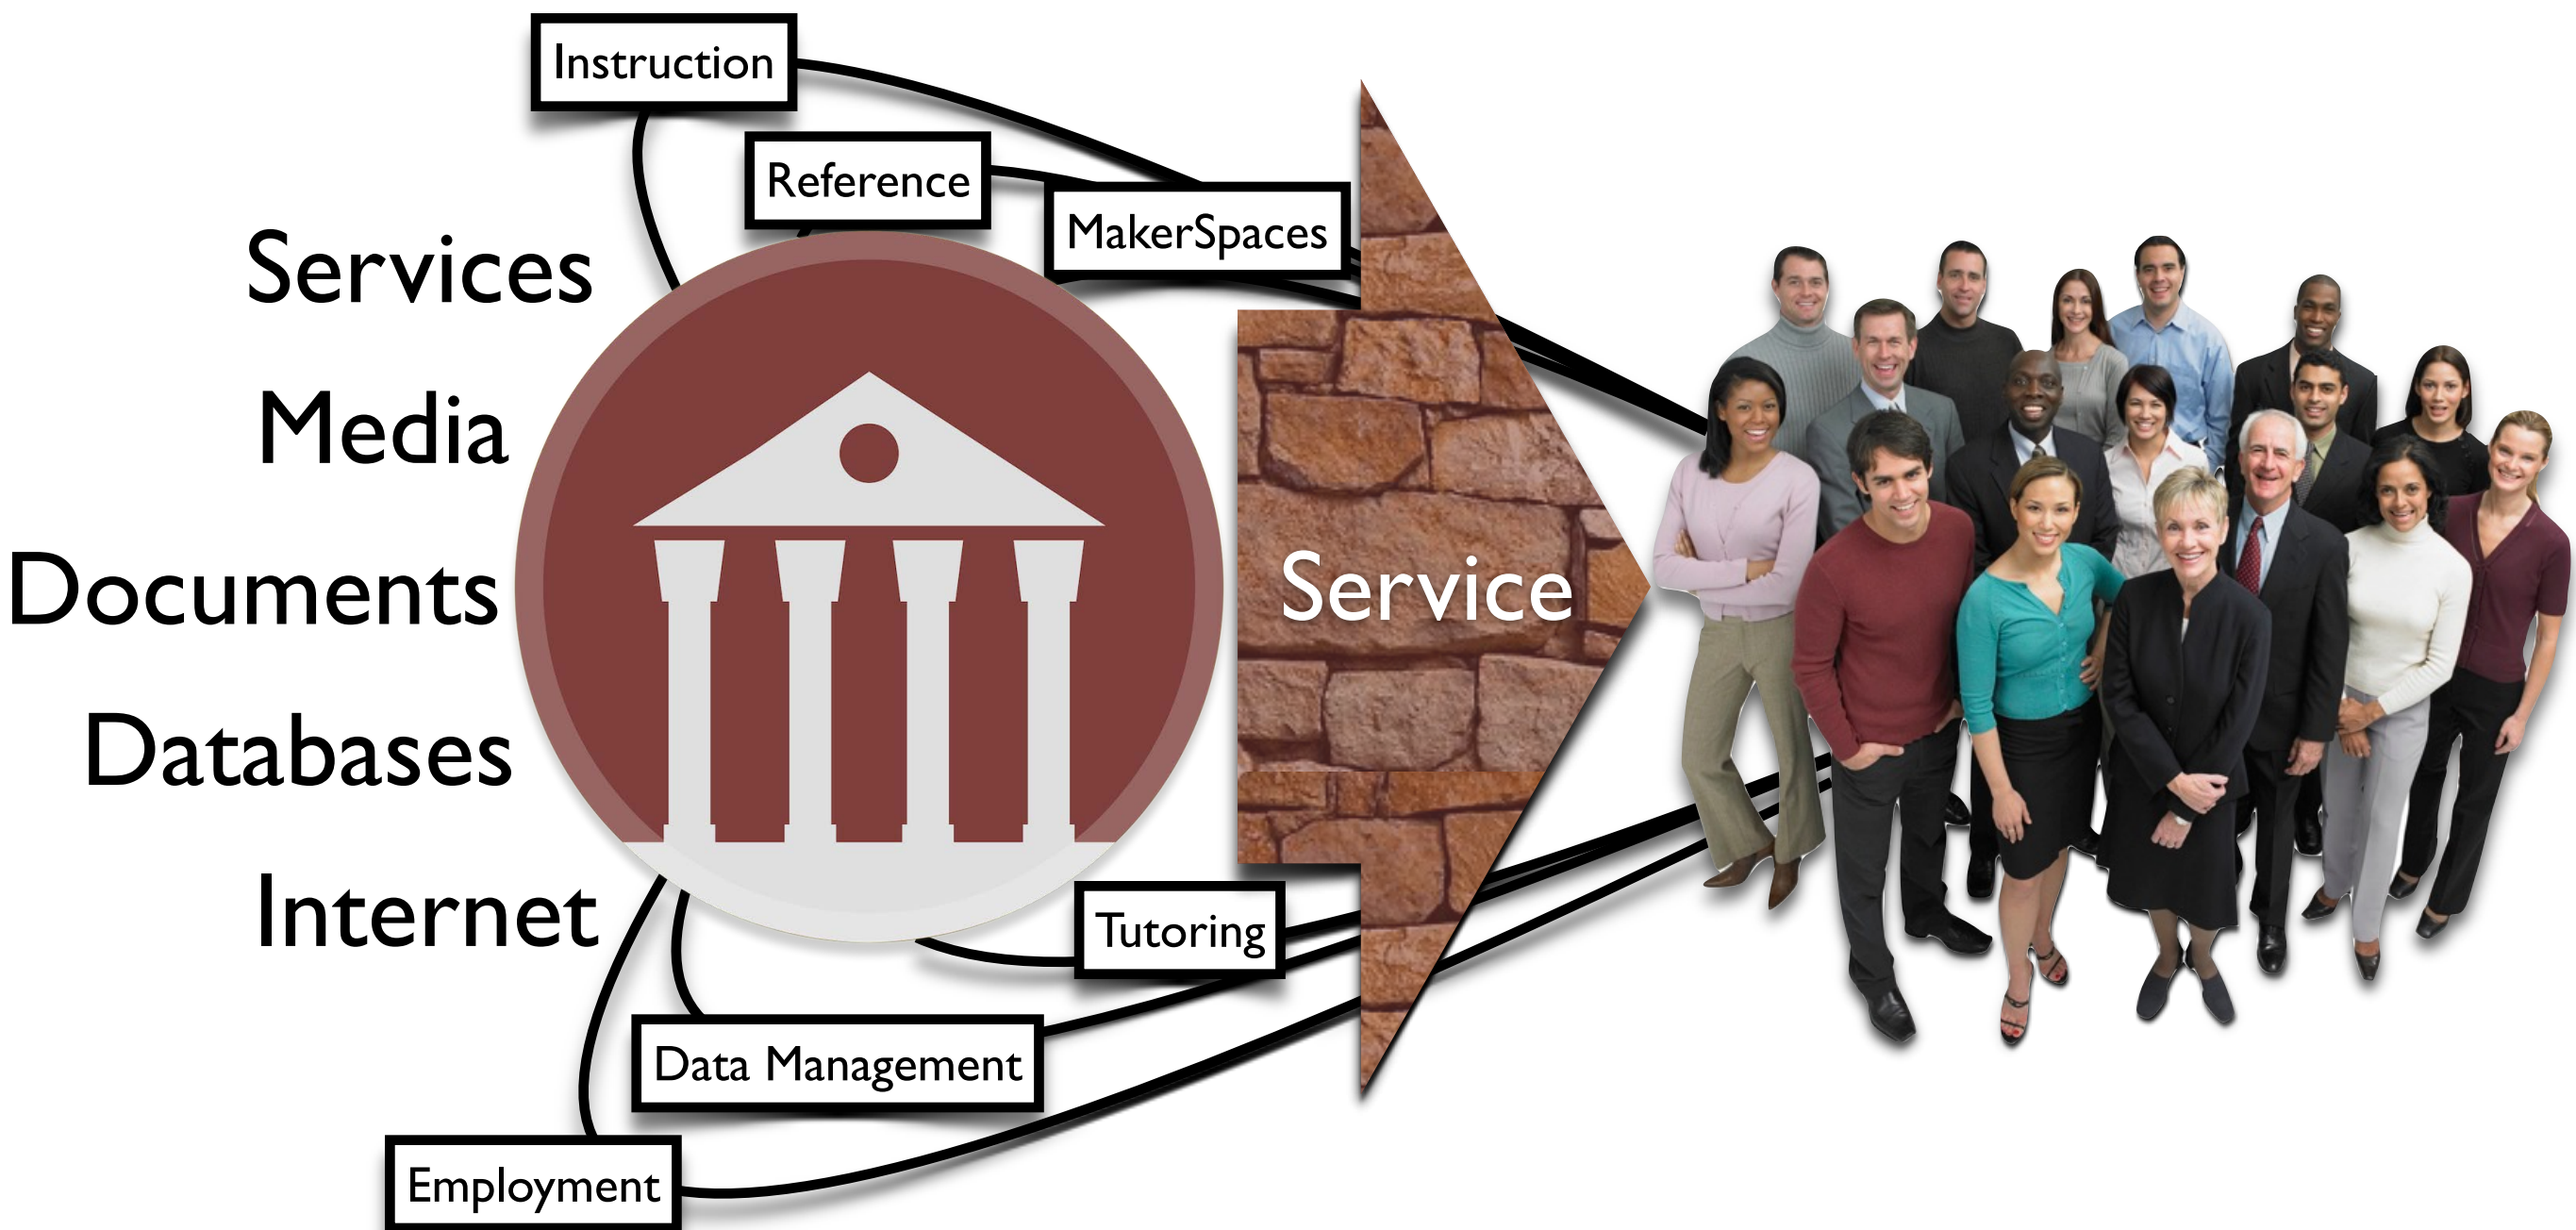 Instruction
Reference
MakerSpaces
Services
Media
Documents
Databases
Internet
Service
Tutoring
Data Management
Employment